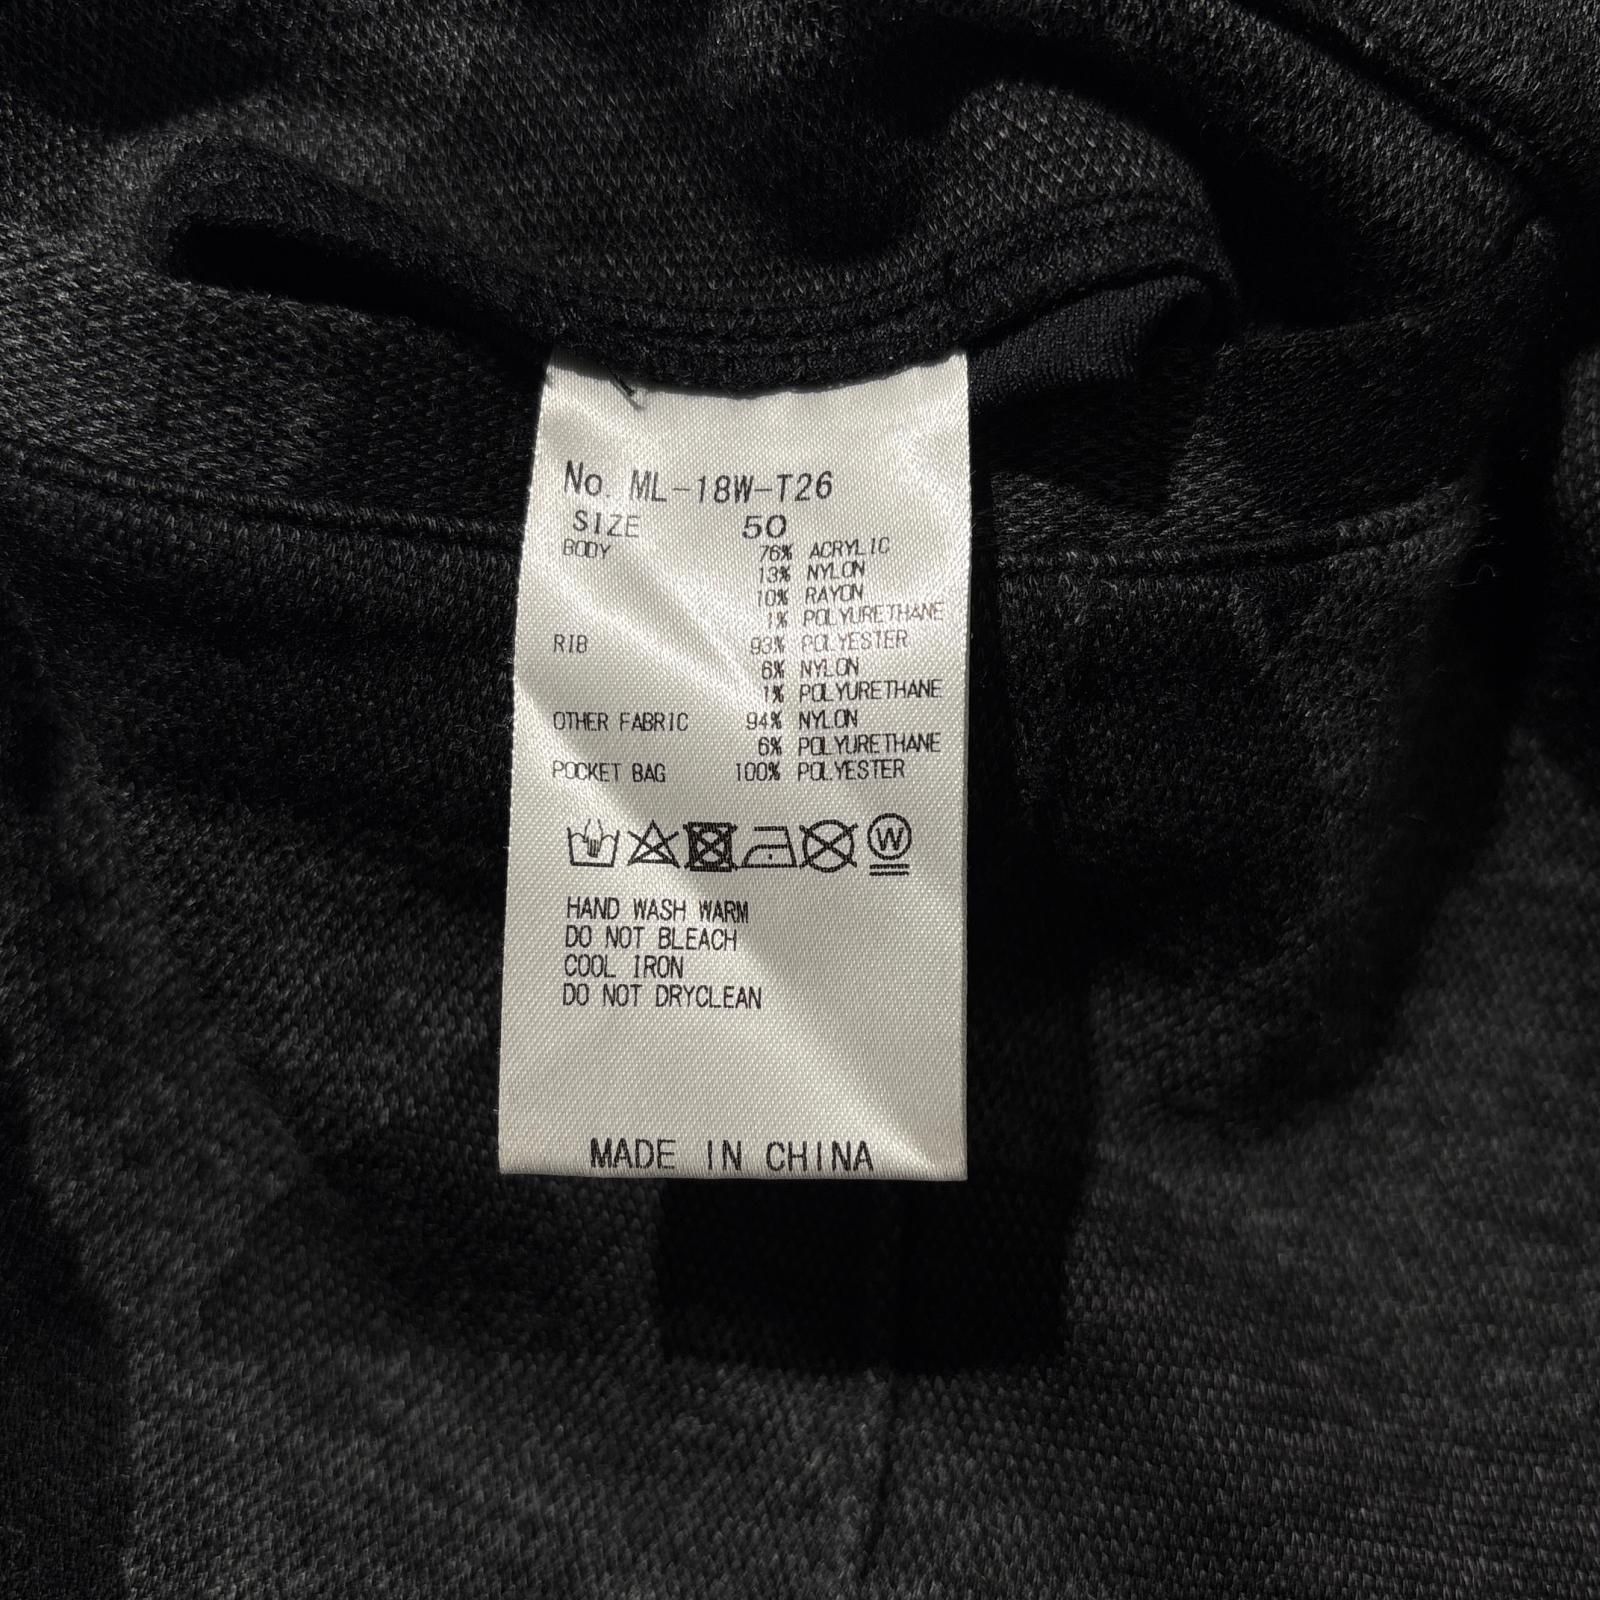 No. ML-18W-T26
SIZE 50
BODY 76% ACRYLIC
13% NYLON
10% RAYON
1% POLYURETHANE
RIB 93% POLYESTER
6% NYLON
1% POLYURETHANE
OTHER FABRIC 94% NYLON
6% POLYURETHANE
POCKET BAG 100% POLYESTER
W
HAND WASH WARM
DO NOT BLEACH
COOL IRON
DO NOT DRYCLEAN
MADE IN CHINA